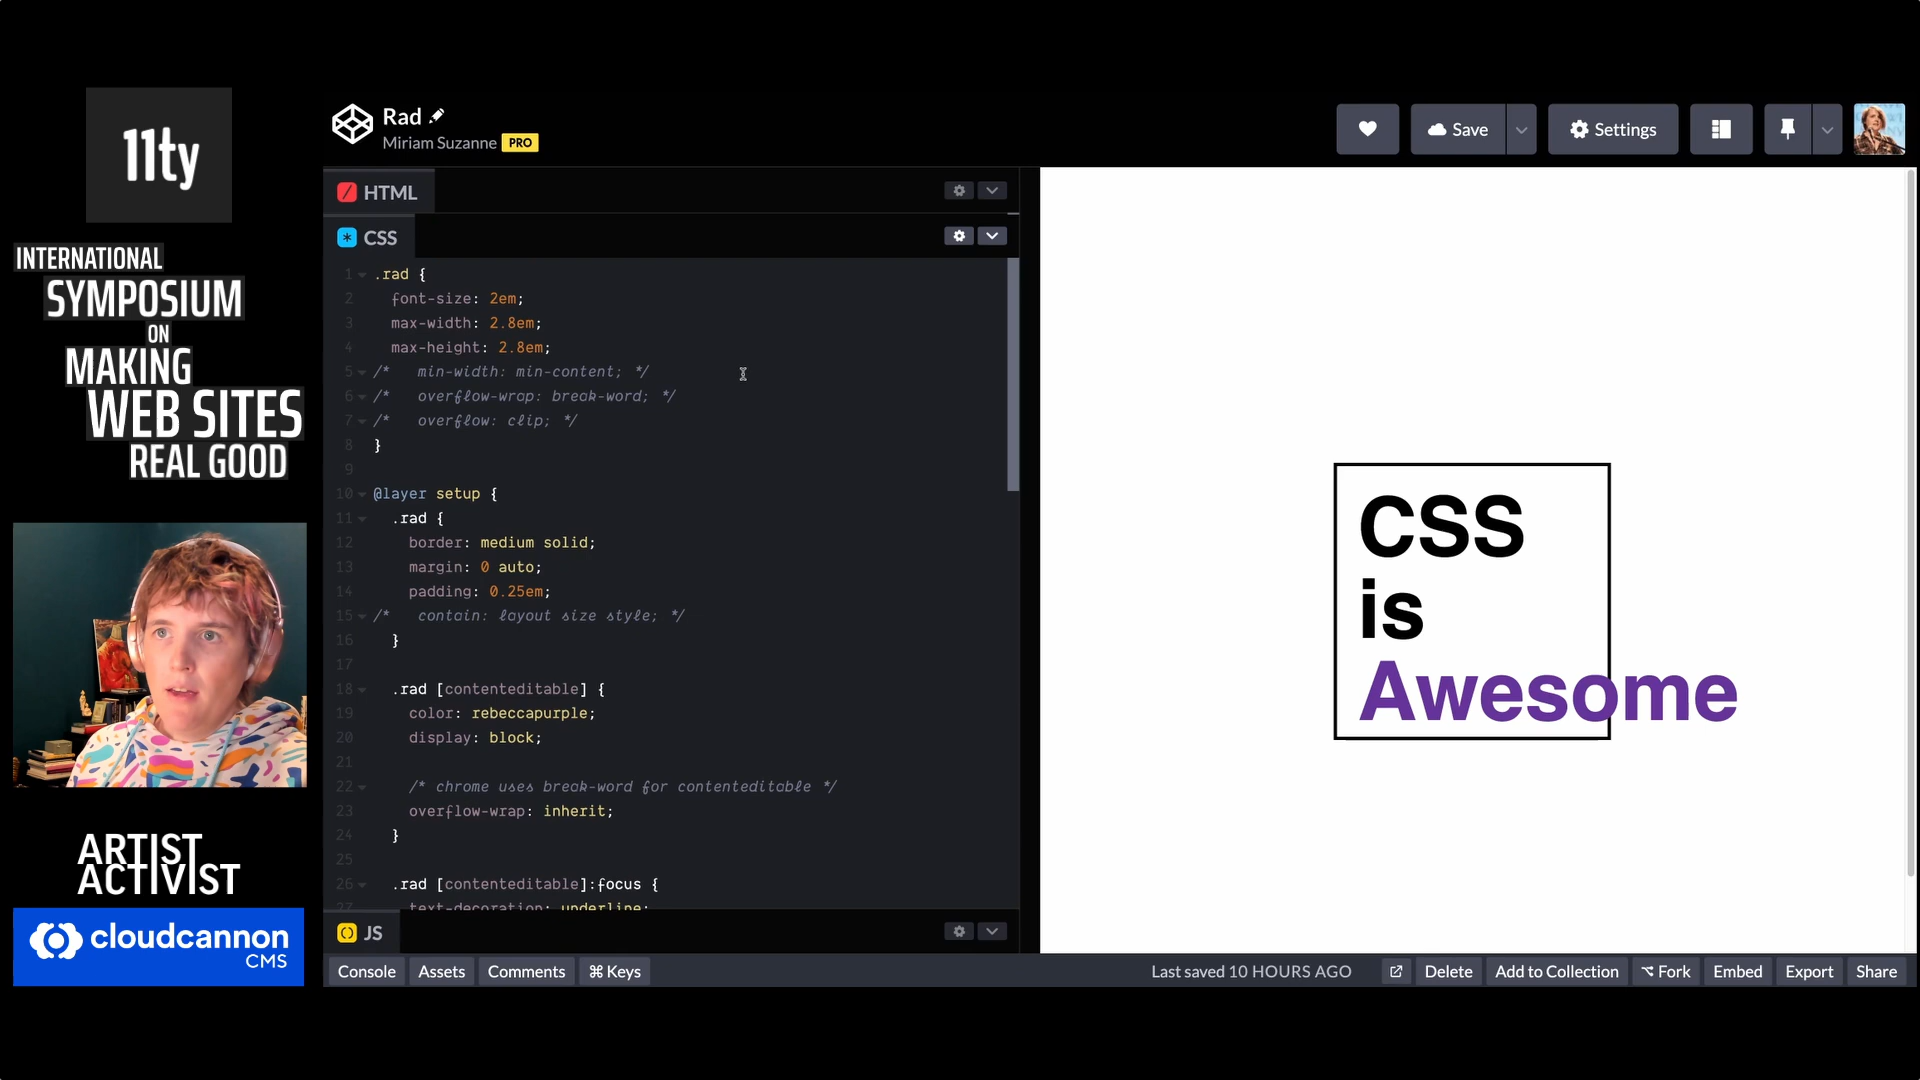 11ty
INTERNATIONAL
SYMPOSIUM
ON
MAKING
WEB SITES
REAL GOOD
ARTIST
ACTIVIST
cloudcannon
CMS
Rad
Miriam Suzanne PRO
Save
Settings
HTML
CSS
1 .rad {
2 font-size: 2em;
3 max-width: 2.8em;
4 max-height: 2.8em;
5 /* min-width: min-content; */
6 /* overflow-wrap: break-word; */
7 /* overflow: clip; */
8 }
9
10 @layer setup {
11 .rad {
12 border: medium solid;
13 margin: 0 auto;
14 padding: 0.25em;
15 /* contain: layout size style; */
16 }
17
18 .rad [contenteditable] {
19 color: rebeccapurple;
20 display: block;
21
22 /* chrome uses break-word for contenteditable */
23 overflow-wrap: inherit;
24 }
25
26 .rad [contenteditable]:focus {
27 text-decoration: underline;
JS
CSS
is
Awesome
Console
Assets
Comments
⌘ Keys
Last saved 10 HOURS AGO
Delete
Add to Collection
⌥ Fork
Embed
Export
Share